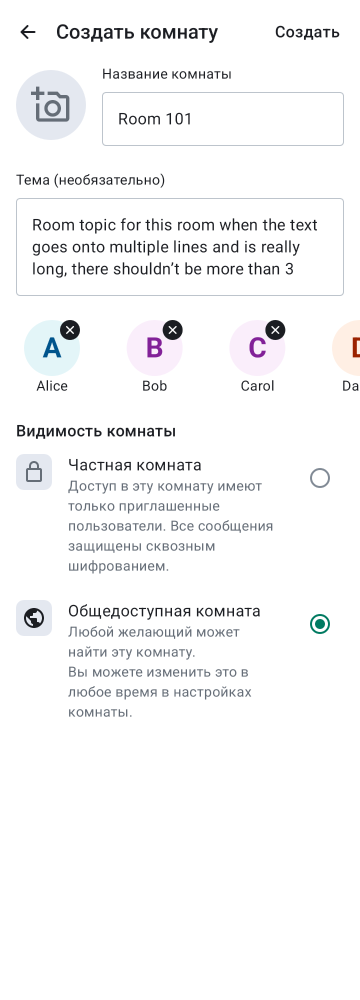 Создать комнату
Создать
Название комнаты
Room 101
Тема (необязательно)
Room topic for this room when the text
goes onto multiple lines and is really
long, there shouldn’t be more than 3
A
B
C
Alice
Bob
Carol
Видимость комнаты
Частная комната
Доступ в эту комнату имеют
только приглашенные
пользователи. Все сообщения
защищены сквозным
шифрованием.
Общедоступная комната
Любой желающий может
найти эту комнату.
Вы можете изменить это в
любое время в настройках
комнаты.